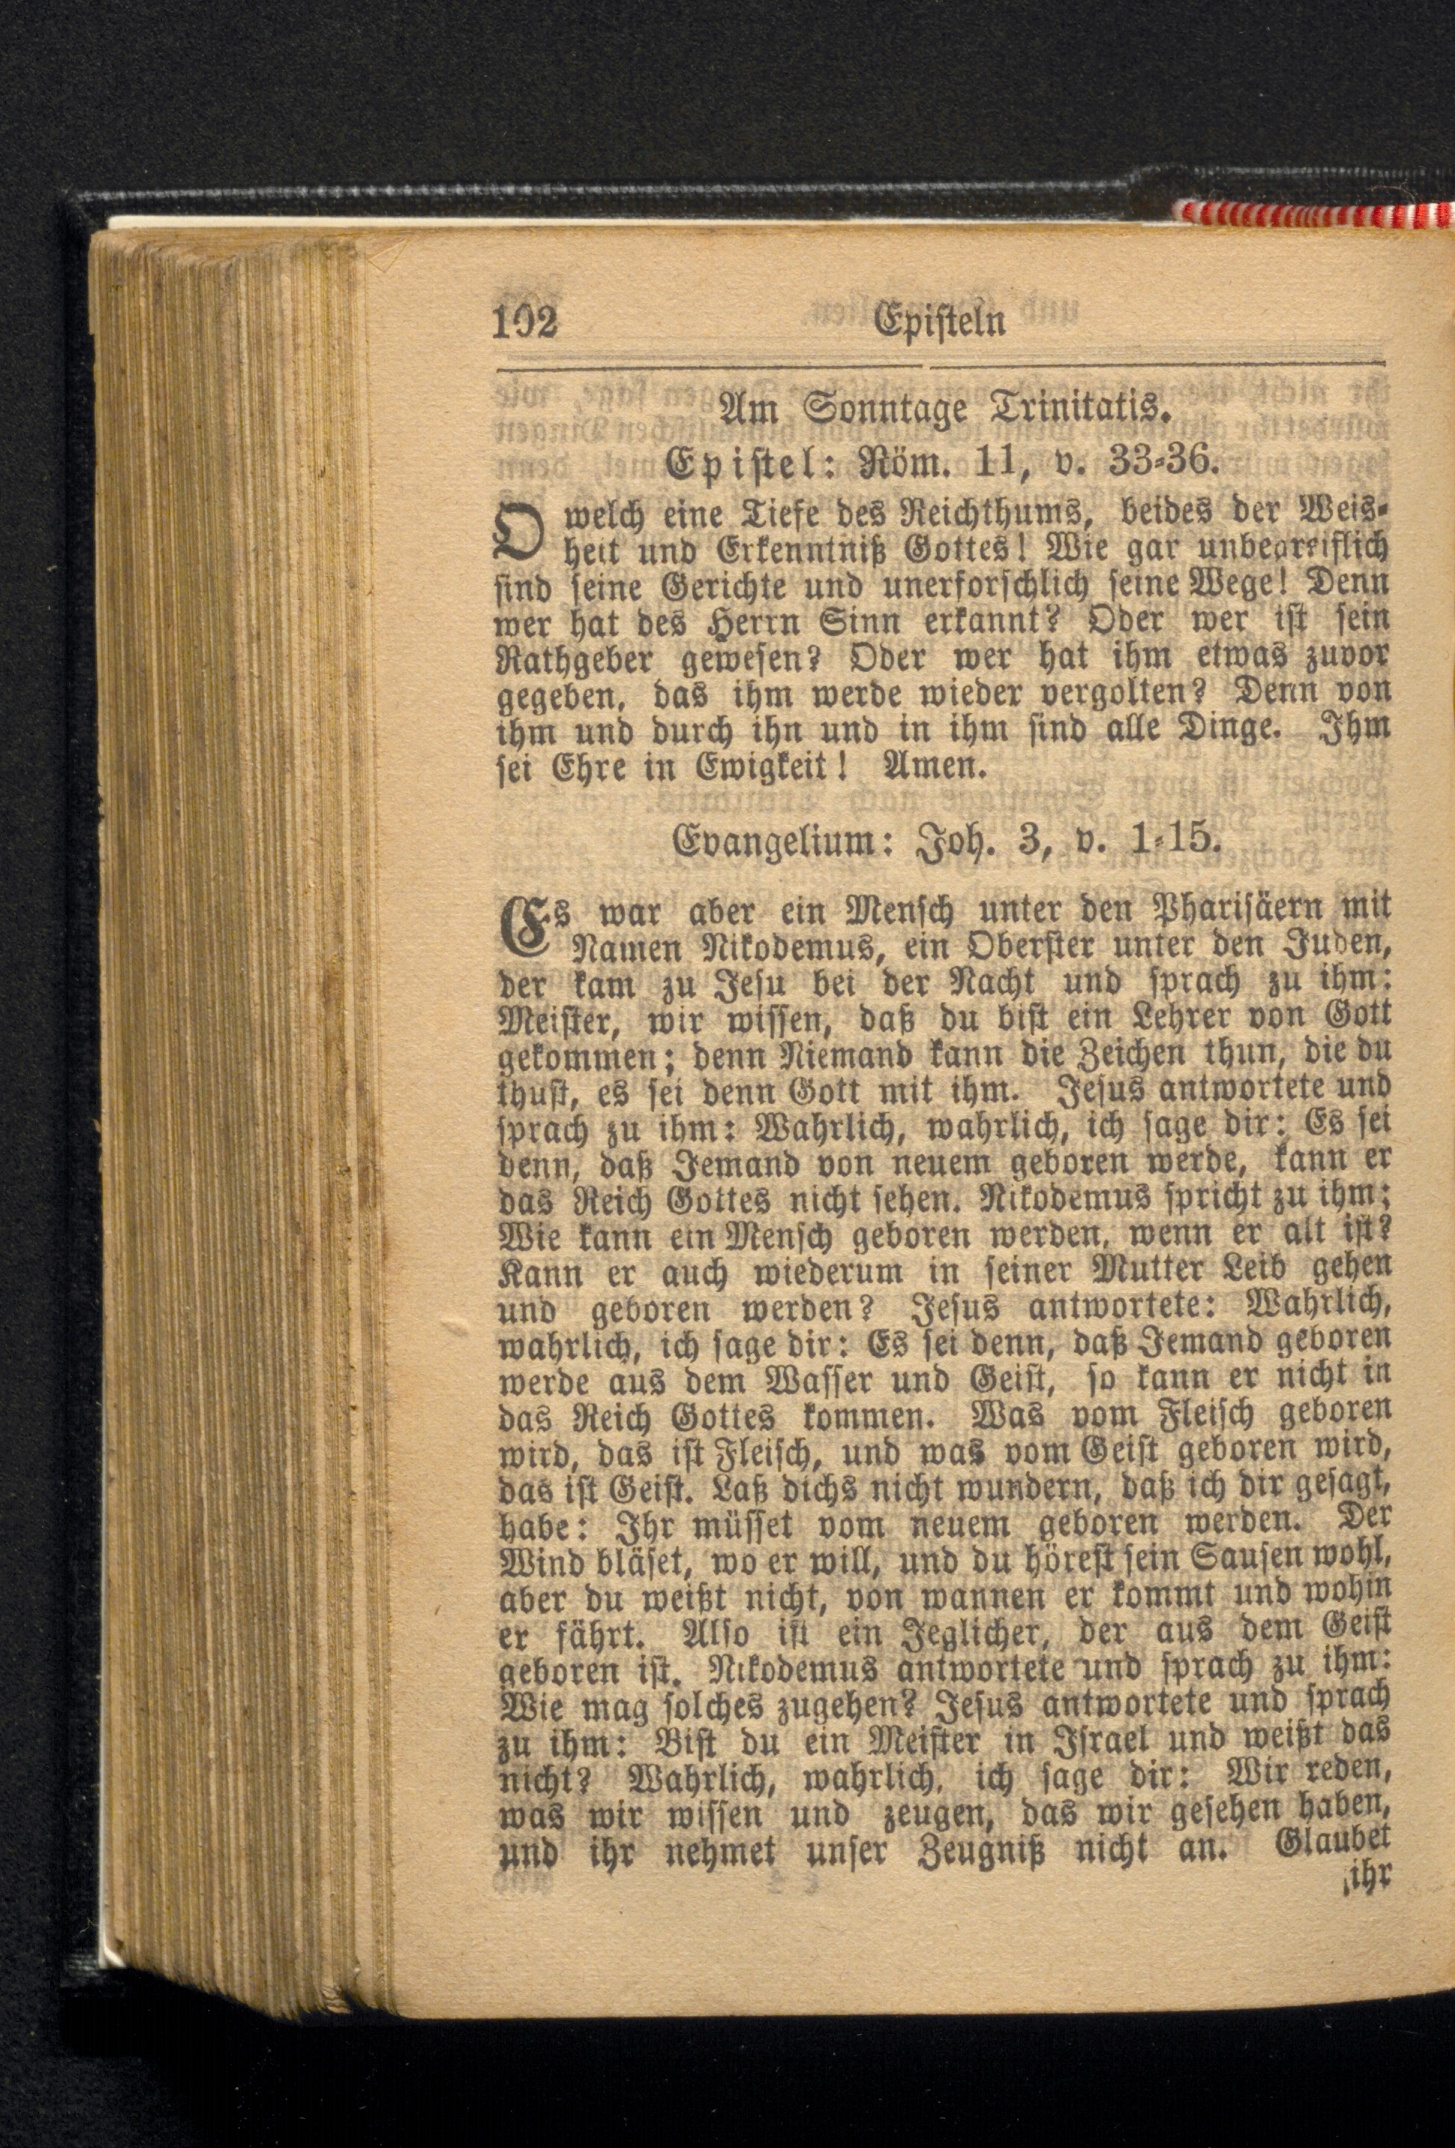 102 Episteln
Am Sonntage Trinitatis.
Epistel: Röm. 11, v. 33-36.
O welch eine Tiefe des Reichthums, beides der Weis-
heit und Erkenntniß Gottes! Wie gar unbegreiflich
sind seine Gerichte und unerforschlich seine Wege! Denn
wer hat des Herrn Sinn erkannt? Oder wer ist sein
Rathgeber gewesen? Oder wer hat ihm etwas zuvor
gegeben, das ihm werde wieder vergolten? Denn von
ihm und durch ihn und in ihm sind alle Dinge. Ihm
sei Ehre in Ewigkeit! Amen.
Evangelium: Joh. 3, v. 1-15.
Es war aber ein Mensch unter den Pharisäern mit
Namen Nikodemus, ein Oberster unter den Juden,
der kam zu Jesu bei der Nacht und sprach zu ihm:
Meister, wir wissen, daß du bist ein Lehrer von Gott
gekommen; denn Niemand kann die Zeichen thun, die du
thust, es sei denn Gott mit ihm. Jesus antwortete und
sprach zu ihm: Wahrlich, wahrlich, ich sage dir: Es sei
denn, daß Jemand von neuem geboren werde, kann er
das Reich Gottes nicht sehen. Nikodemus spricht zu ihm:
Wie kann ein Mensch geboren werden, wenn er alt ist?
Kann er auch wiederum in seiner Mutter Leib gehen
und geboren werden? Jesus antwortete: Wahrlich,
wahrlich, ich sage dir: Es sei denn, daß Jemand geboren
werde aus dem Wasser und Geist, so kann er nicht in
das Reich Gottes kommen. Was vom Fleisch geboren
wird, das ist Fleisch, und was vom Geist geboren wird,
das ist Geist. Laß dichs nicht wundern, daß ich dir gesagt,
habe: Ihr müsset vom neuem geboren werden. Der
Wind bläset, wo er will, und du hörest sein Sausen wohl,
aber du weißt nicht, von wannen er kommt und wohin
er fährt. Also ist ein Jeglicher, der aus dem Geist
geboren ist. Nikodemus antwortete und sprach zu ihm:
Wie mag solches zugehen? Jesus antwortete und sprach
zu ihm: Bist du ein Meister in Israel und weißt das
nicht? Wahrlich, wahrlich, ich sage dir: Wir reden,
was wir wissen und zeugen, das wir gesehen haben,
und ihr nehmet unser Zeugniß nicht an. Glaubet
ihr